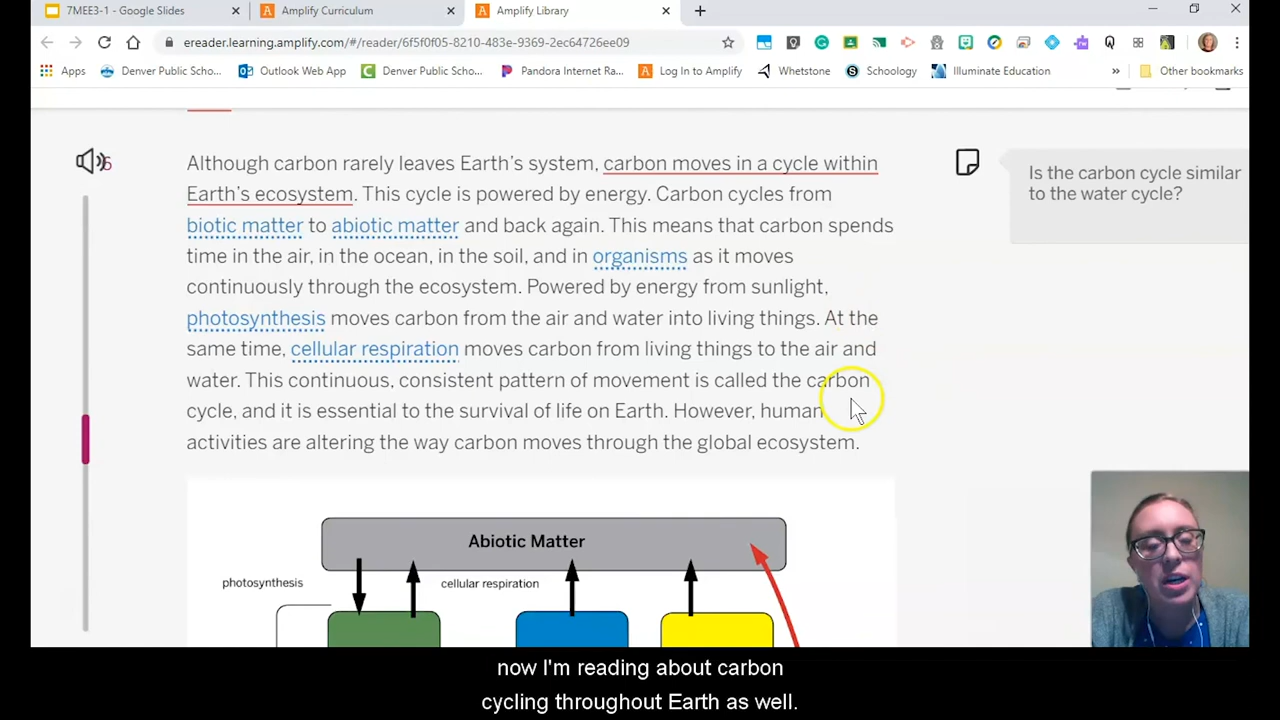 7MEE3-1 - Google Slides
Amplify Curriculum
Amplify Library
ereader.learning.amplify.com/#/reader/6f5f0f05-8210-483e-9369-2ec64726ee09
Apps
Denver Public Scho...
Outlook Web App
Denver Public Scho...
Pandora Internet Ra...
Log In to Amplify
Whetstone
Schoology
Illuminate Education
»
Other bookmarks
Although carbon rarely leaves Earth's system, carbon moves in a cycle within
Earth's ecosystem. This cycle is powered by energy. Carbon cycles from
biotic matter to abiotic matter and back again. This means that carbon spends
time in the air, in the ocean, in the soil, and in organisms as it moves
continuously through the ecosystem. Powered by energy from sunlight,
photosynthesis moves carbon from the air and water into living things. At the
same time, cellular respiration moves carbon from living things to the air and
water. This continuous, consistent pattern of movement is called the carbon
cycle, and it is essential to the survival of life on Earth. However, human
activities are altering the way carbon moves through the global ecosystem.
Is the carbon cycle similar
to the water cycle?
Abiotic Matter
photosynthesis
cellular respiration
now I'm reading about carbon
cycling throughout Earth as well.